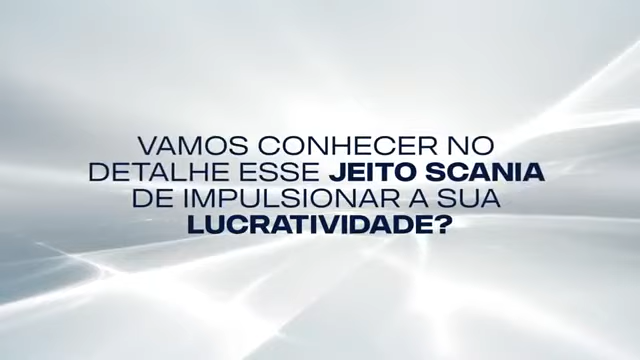 VAMOS CONHECER NO
DETALHE ESSE JEITO SCANIA
DE IMPULSIONAR A SUA
LUCRATIVIDADE?